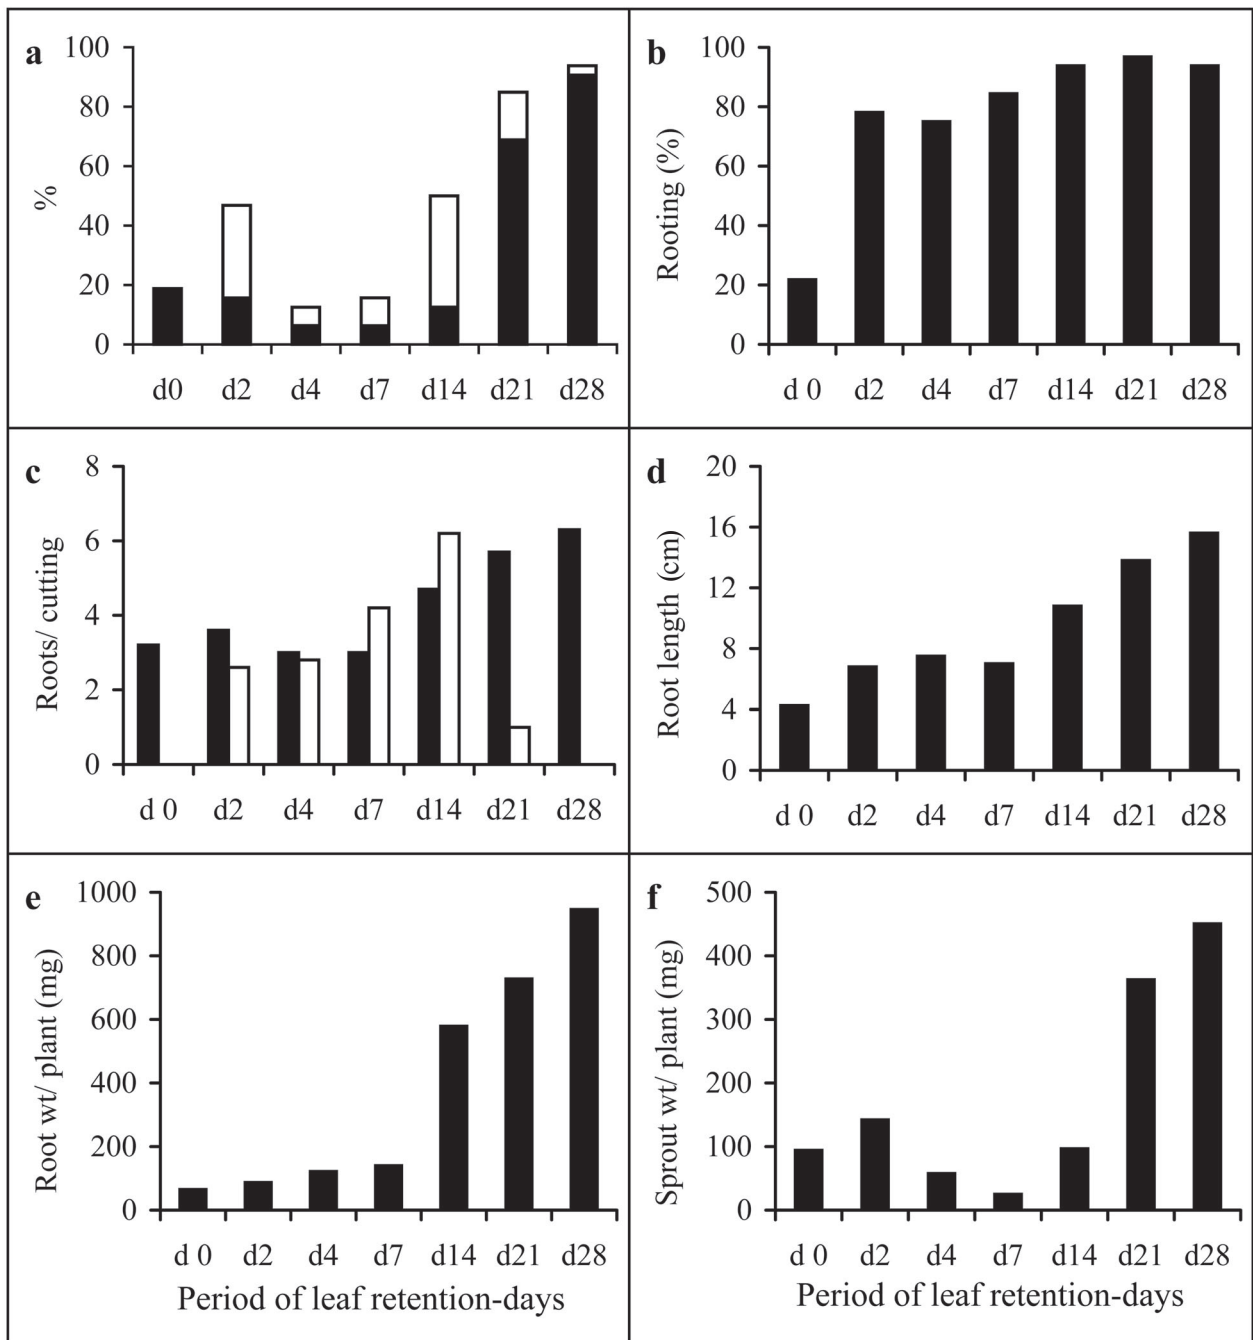 a
%
100
80
60
40
20
0
d0 d2 d4 d7 d14 d21 d28
b
Rooting (%)
100
80
60
40
20
0
d 0 d2 d4 d7 d14 d21 d28
c
Roots/ cutting
8
6
4
2
0
d 0 d2 d4 d7 d14 d21 d28
d
Root length (cm)
20
16
12
8
4
0
d 0 d2 d4 d7 d14 d21 d28
e
Root wt/ plant (mg)
1000
800
600
400
200
0
d 0 d2 d4 d7 d14 d21 d28
Period of leaf retention-days
f
Sprout wt/ plant (mg)
500
400
300
200
100
0
d 0 d2 d4 d7 d14 d21 d28
Period of leaf retention-days